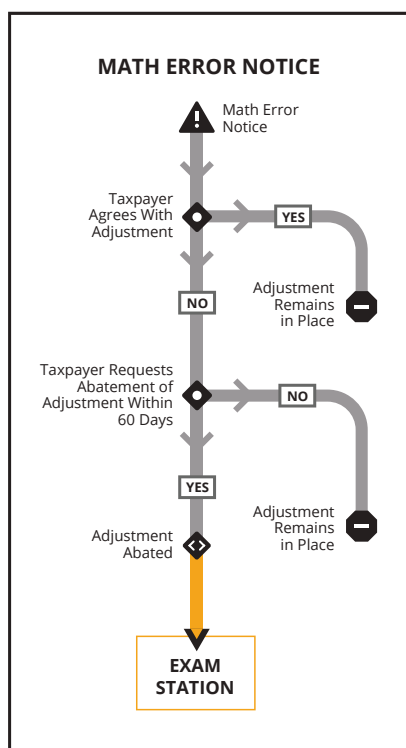 MATH ERROR NOTICE
Math Error
Notice
Taxpayer
Agrees With
Adjustment
YES
Adjustment
Remains
in Place
NO
Taxpayer Requests
Abatement of
Adjustment Within
60 Days
NO
YES
Adjustment
Remains
in Place
Adjustment
Abated
EXAM
STATION